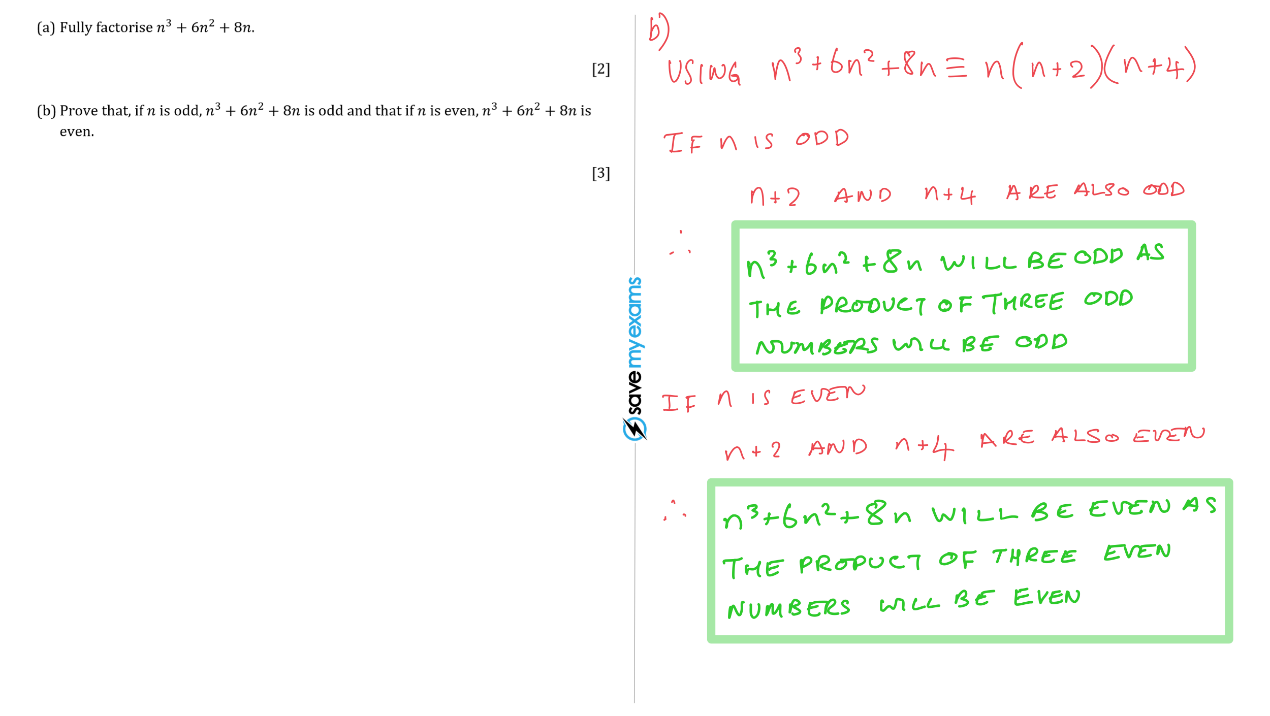 (a) Fully factorise n³ + 6n² + 8n.
[2]
(b) Prove that, if n is odd, n³ + 6n² + 8n is odd and that if n is even, n³ + 6n² + 8n is
even.
[3]
savemyexams
b)
USING n³+6n²+8n ≡ n(n+2)(n+4)
IF n IS ODD
n+2 AND n+4 ARE ALSO ODD
∴
n³+6n²+8n WILL BE ODD AS
THE PRODUCT OF THREE ODD
NUMBERS WILL BE ODD
IF n IS EVEN
n+2 AND n+4 ARE ALSO EVEN
∴
n³+6n²+8n WILL BE EVEN AS
THE PRODUCT OF THREE EVEN
NUMBERS WILL BE EVEN